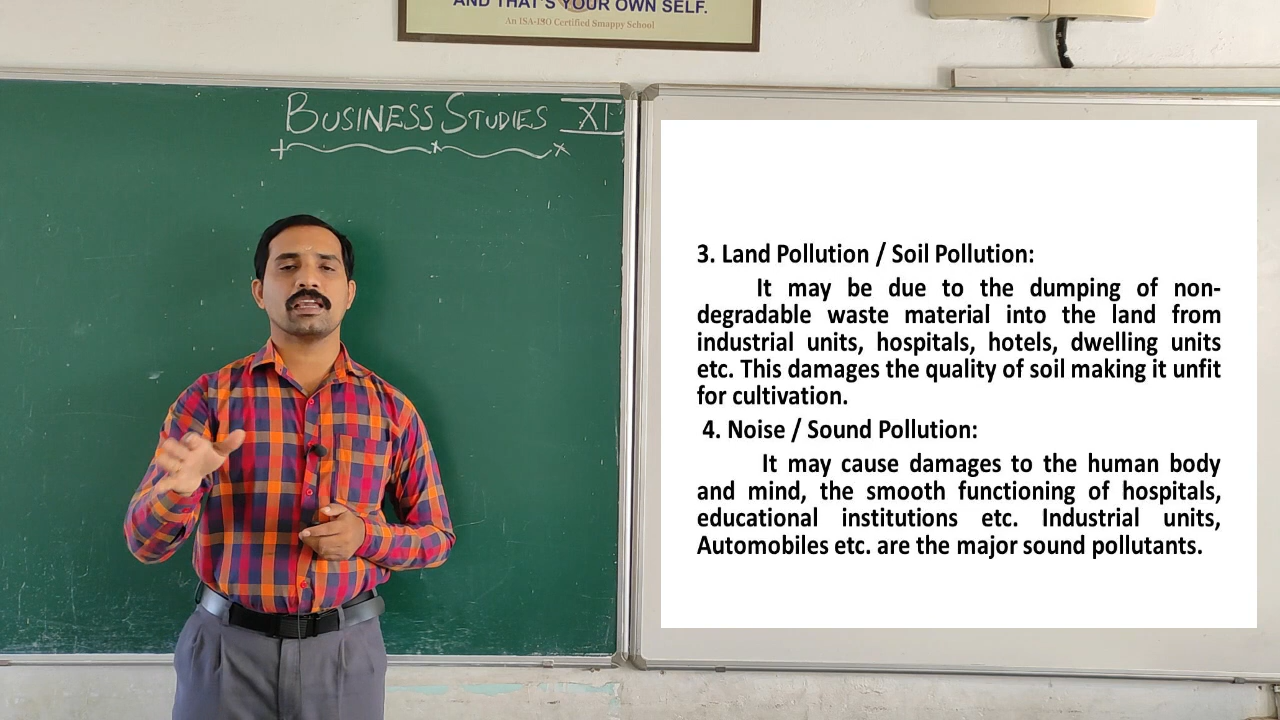 AND THAT'S YOUR OWN SELF.
An ISA-ISO Certified Smappy School
BUSINESS STUDIES XI
3. Land Pollution / Soil Pollution:
It may be due to the dumping of non-
degradable waste material into the land from
industrial units, hospitals, hotels, dwelling units
etc. This damages the quality of soil making it unfit
for cultivation.
4. Noise / Sound Pollution:
It may cause damages to the human body
and mind, the smooth functioning of hospitals,
educational institutions etc. Industrial units,
Automobiles etc. are the major sound pollutants.